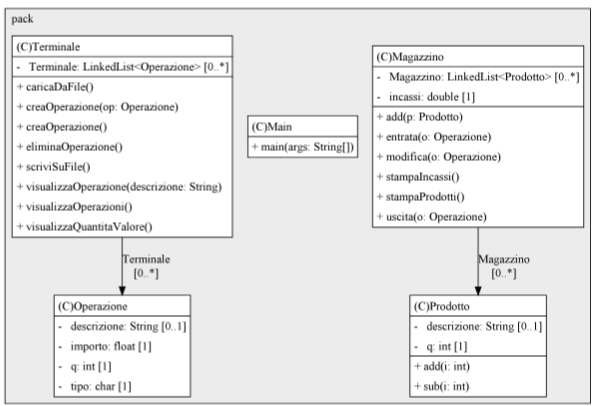 pack
(C)Terminale
- Terminale: LinkedList<Operazione> [0..*]
+ caricaDaFile()
+ creaOperazione(op: Operazione)
+ creaOperazione()
+ eliminaOperazione()
+ scriviSuFile()
+ visualizzaOperazione(descrizione: String)
+ visualizzaOperazioni()
+ visualizzaQuantitaValore()
(C)Main
+ main(args: String[])
(C)Magazzino
- Magazzino: LinkedList<Prodotto> [0..*]
- incassi: double [1]
+ add(p: Prodotto)
+ entrata(o: Operazione)
+ modifica(o: Operazione)
+ stampaIncassi()
+ stampaProdotti()
+ uscita(o: Operazione)
Terminale
[0..*]
Magazzino
[0..*]
(C)Operazione
- descrizione: String [0..1]
- importo: float [1]
- q: int [1]
- tipo: char [1]
(C)Prodotto
- descrizione: String [0..1]
- q: int [1]
+ add(i: int)
+ sub(i: int)